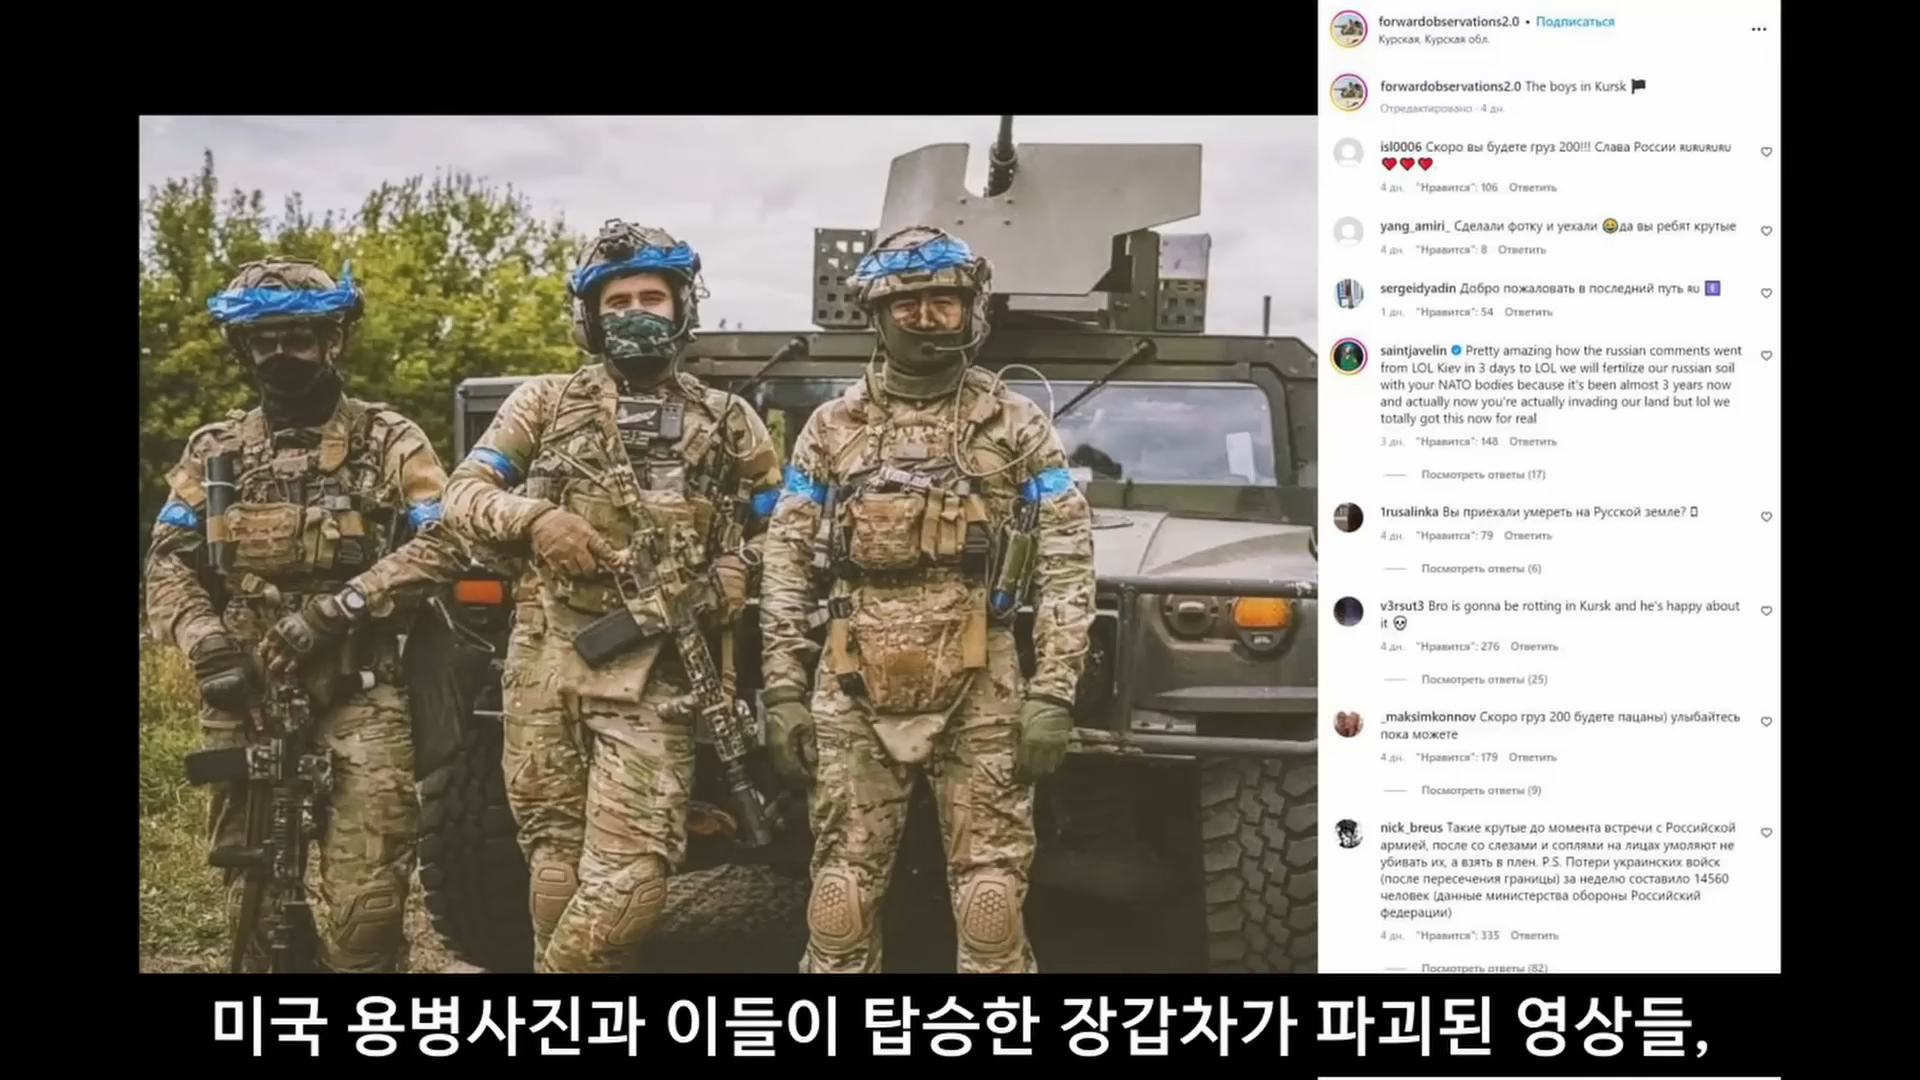 forwardobservations2.0 • Подписаться
Курская, Курская обл.
forwardobservations2.0 The boys in Kursk 🏴
Отредактировано · 4 дн.
isl0006 Скоро вы будете груз 200!!! Слава России RURURURU
❤️❤️❤️
4 дн. "Нравится": 106 Ответить
yang_amiri_ Сделали фотку и уехали 😂да вы ребят крутые
4 дн. "Нравится": 8 Ответить
sergeidyadin Добро пожаловать в последний путь RU
1 дн. "Нравится": 54 Ответить
saintjavelin Pretty amazing how the russian comments went
from LOL Kiev in 3 days to LOL we will fertilize our russian soil
with your NATO bodies because it's been almost 3 years now
and actually now you're actually invading our land but lol we
totally got this now for real
3 дн. "Нравится": 148 Ответить
Посмотреть ответы (17)
1rusalinka Вы приехали умереть на Русской земле?
4 дн. "Нравится": 79 Ответить
Посмотреть ответы (6)
v3rsut3 Bro is gonna be rotting in Kursk and he's happy about
it 💀
4 дн. "Нравится": 276 Ответить
Посмотреть ответы (25)
_maksimkonnov Скоро груз 200 будете пацаны) улыбайтесь
пока можете
4 дн. "Нравится": 179 Ответить
Посмотреть ответы (9)
nick_breus Такие крутые до момента встречи с Российской
армией, после со слезами и соплями на лицах умоляют не
убивать их, а взять в плен. P.S. Потери украинских войск
(после пересечения границы) за неделю составило 14560
человек (данные министерства обороны Российский
федерации)
4 дн. "Нравится": 335 Ответить
Посмотреть ответы (82)
미국 용병사진과 이들이 탑승한 장갑차가 파괴된 영상들,